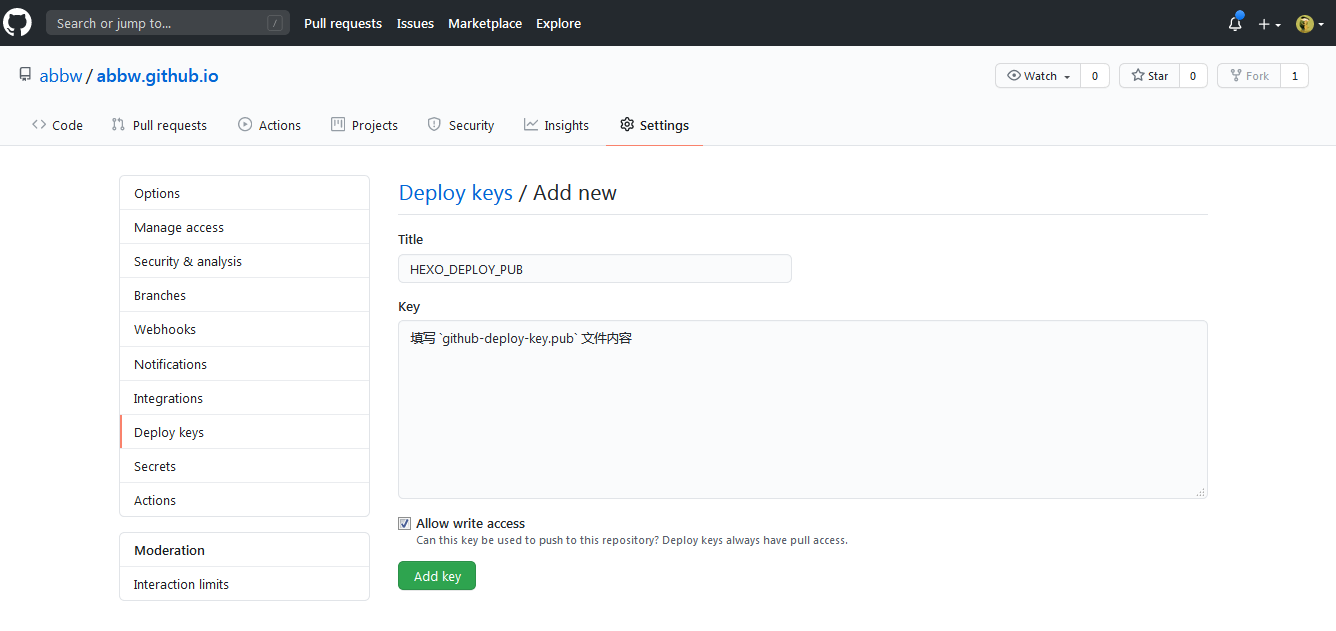 Search or jump to... /
Pull requests Issues Marketplace Explore
abbw / abbw.github.io
Watch 0 Star 0 Fork 1
Code Pull requests Actions Projects Security Insights Settings
Options
Manage access
Security & analysis
Branches
Webhooks
Notifications
Integrations
Deploy keys
Secrets
Actions
Moderation
Interaction limits
Deploy keys / Add new
Title
HEXO_DEPLOY_PUB
Key
填写 `github-deploy-key.pub` 文件内容
Allow write access
Can this key be used to push to this repository? Deploy keys always have pull access.
Add key